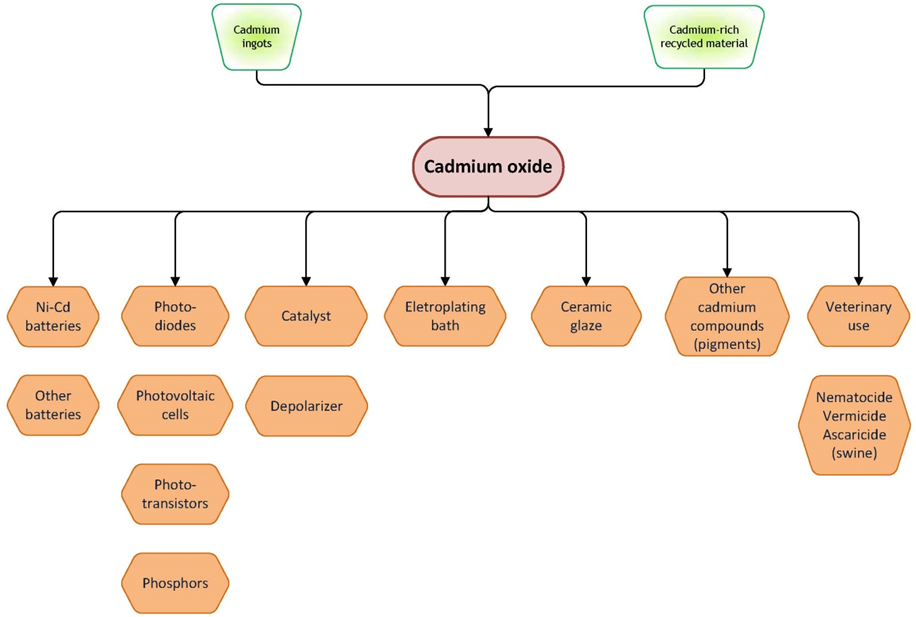 Cadmium
ingots
Cadmium-rich
recycled material
Cadmium oxide
Ni-Cd
batteries
Photo-
diodes
Catalyst
Eletroplating
bath
Ceramic
glaze
Other
cadmium
compounds
(pigments)
Veterinary
use
Other
batteries
Photovoltaic
cells
Depolarizer
Nematocide
Vermicide
Ascaricide
(swine)
Photo-
transistors
Phosphors